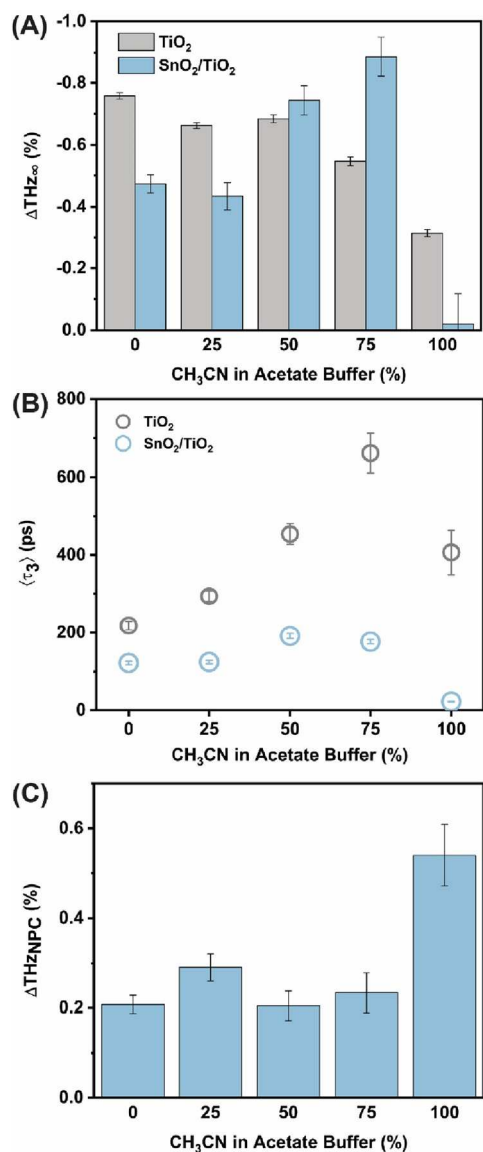 (A)
-1.0
-0.8
-0.6
-0.4
-0.2
0.0
ΔTHz∞ (%)
TiO₂
SnO₂/TiO₂
0 25 50 75 100
CH₃CN in Acetate Buffer (%)
(B)
800
600
400
200
0
⟨τ₃⟩ (ps)
TiO₂
SnO₂/TiO₂
0 25 50 75 100
CH₃CN in Acetate Buffer (%)
(C)
0.6
0.4
0.2
0.0
ΔTHzNPC (%)
0 25 50 75 100
CH₃CN in Acetate Buffer (%)